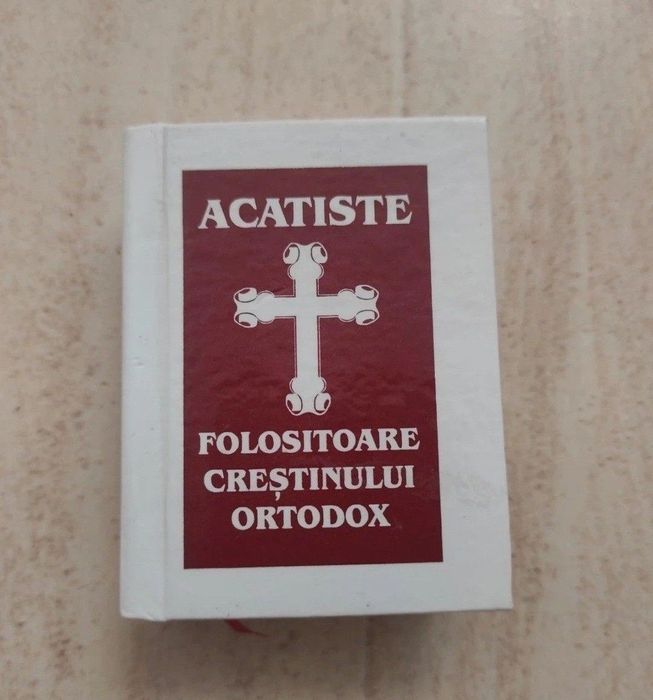 ACATISTE
FOLOSITOARE
CREȘTINULUI
ORTODOX